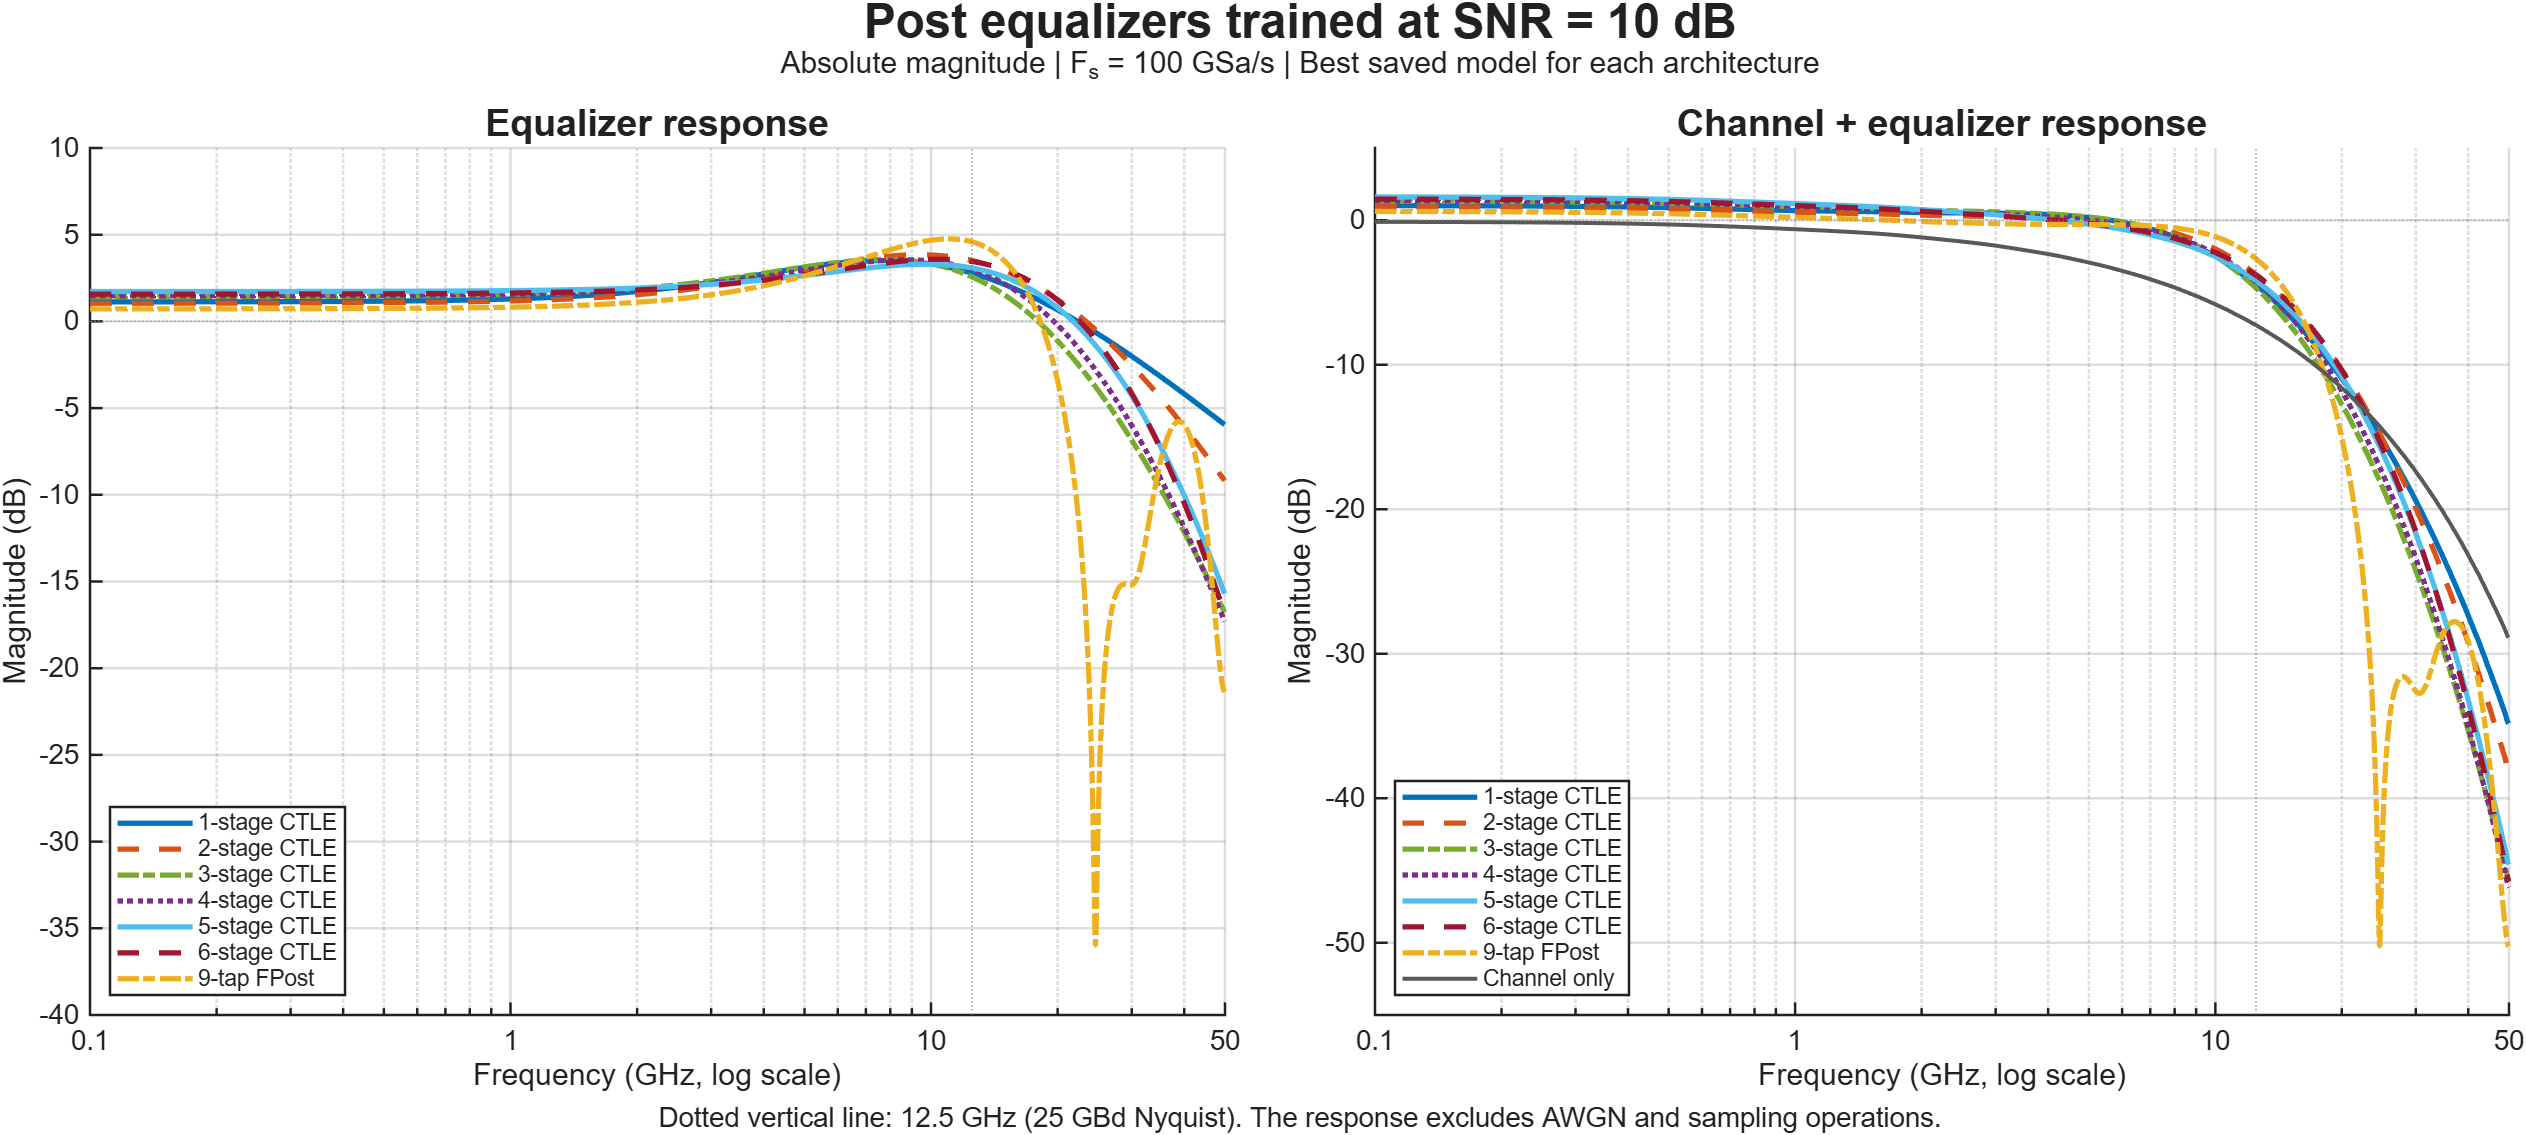 Post equalizers trained at SNR = 10 dB
Absolute magnitude | Fs = 100 GSa/s | Best saved model for each architecture
Equalizer response
10
5
0
-5
-10
-15
-20
-25
-30
-35
-40
Magnitude (dB)
1-stage CTLE
2-stage CTLE
3-stage CTLE
4-stage CTLE
5-stage CTLE
6-stage CTLE
9-tap FPost
0.1
1
10
50
Frequency (GHz, log scale)
Channel + equalizer response
0
-10
-20
-30
-40
-50
Magnitude (dB)
1-stage CTLE
2-stage CTLE
3-stage CTLE
4-stage CTLE
5-stage CTLE
6-stage CTLE
9-tap FPost
Channel only
0.1
1
10
50
Frequency (GHz, log scale)
Dotted vertical line: 12.5 GHz (25 GBd Nyquist). The response excludes AWGN and sampling operations.